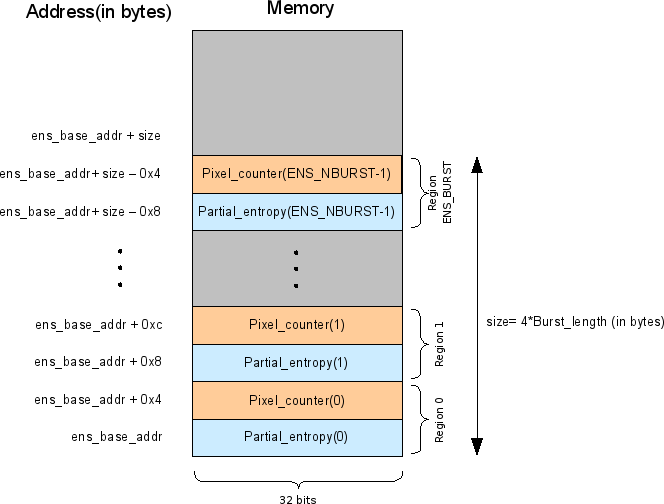 Address(in bytes)
Memory
ens_base_addr + size
ens_base_addr+ size – 0x4
Pixel_counter(ENS_NBURST-1)
ens_base_addr+ size – 0x8
Partial_entropy(ENS_NBURST-1)
Region
ENS_BURST
size= 4*Burst_length (in bytes)
ens_base_addr + 0xc
Pixel_counter(1)
ens_base_addr + 0x8
Partial_entropy(1)
Region 1
ens_base_addr + 0x4
Pixel_counter(0)
ens_base_addr
Partial_entropy(0)
Region 0
32 bits